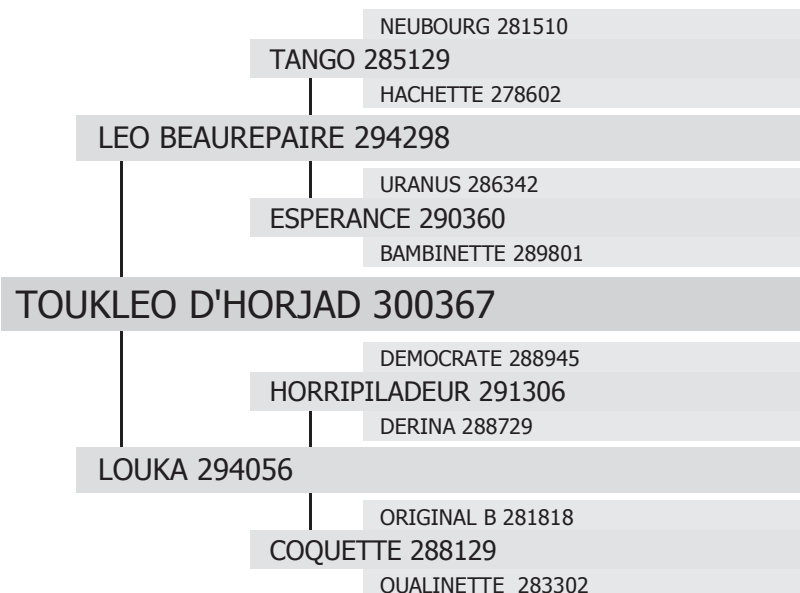 NEUBOURG 281510
TANGO 285129
HACHETTE 278602
LEO BEAUREPAIRE 294298
URANUS 286342
ESPERANCE 290360
BAMBINETTE 289801
TOUKLEO D'HORJAD 300367
DEMOCRATE 288945
HORRIPILADEUR 291306
DERINA 288729
LOUKA 294056
ORIGINAL B 281818
COQUETTE 288129
QUALINETTE 283302